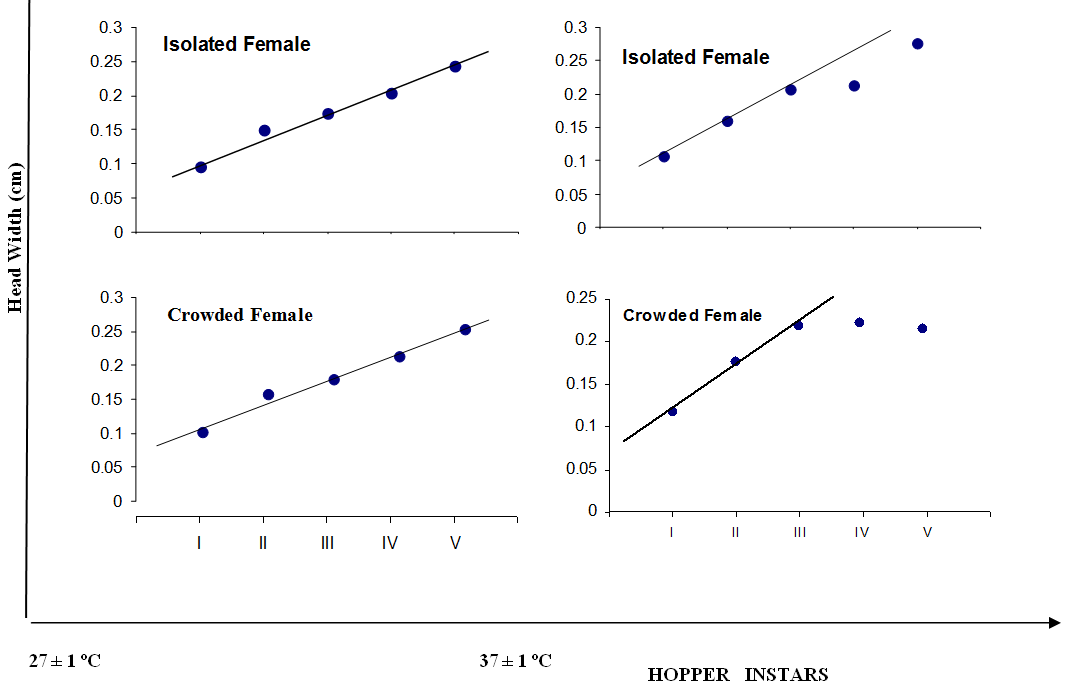 Head Width (cm)
Isolated Female
0.3
0.25
0.2
0.15
0.1
0.05
0
Isolated Female
0.3
0.25
0.2
0.15
0.1
0.05
0
Crowded Female
0.3
0.25
0.2
0.15
0.1
0.05
0
I II III IV V
Crowded Female
0.25
0.2
0.15
0.1
0.05
0
I II III IV V
27 ± 1 ºC
37 ± 1 ºC
HOPPER INSTARS